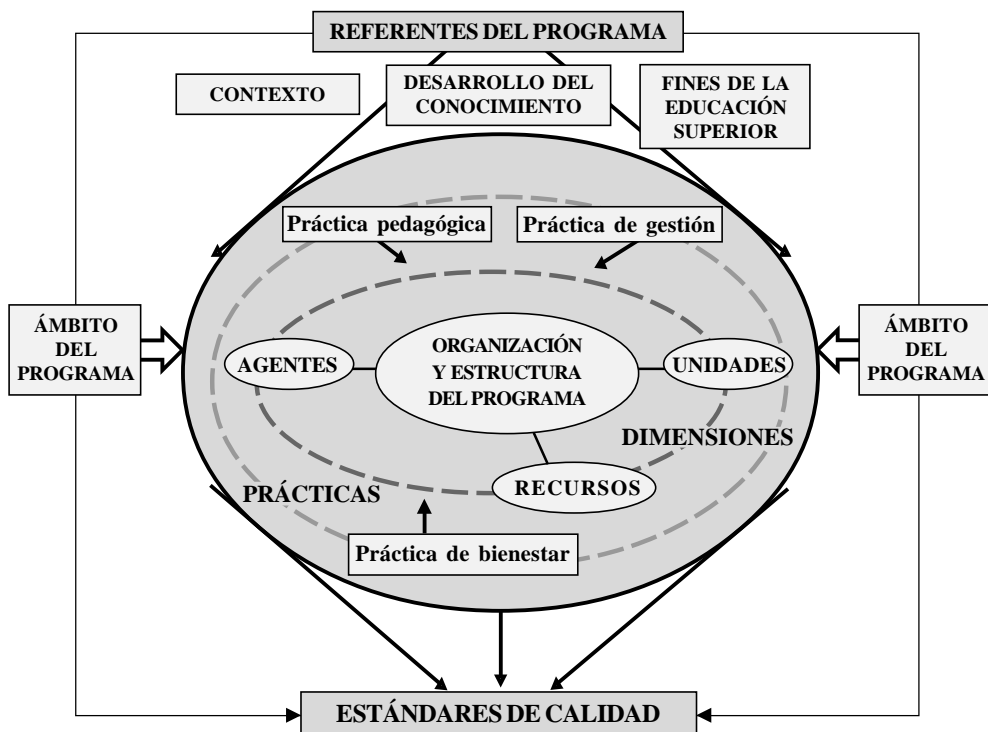 REFERENTES DEL PROGRAMA
CONTEXTO
DESARROLLO DEL
CONOCIMIENTO
FINES DE LA
EDUCACIÓN
SUPERIOR
Práctica pedagógica
Práctica de gestión
ÁMBITO
DEL
PROGRAMA
AGENTES
ORGANIZACIÓN
Y ESTRUCTURA
DEL PROGRAMA
UNIDADES
ÁMBITO
DEL
PROGRAMA
DIMENSIONES
RECURSOS
PRÁCTICAS
Práctica de bienestar
ESTÁNDARES DE CALIDAD